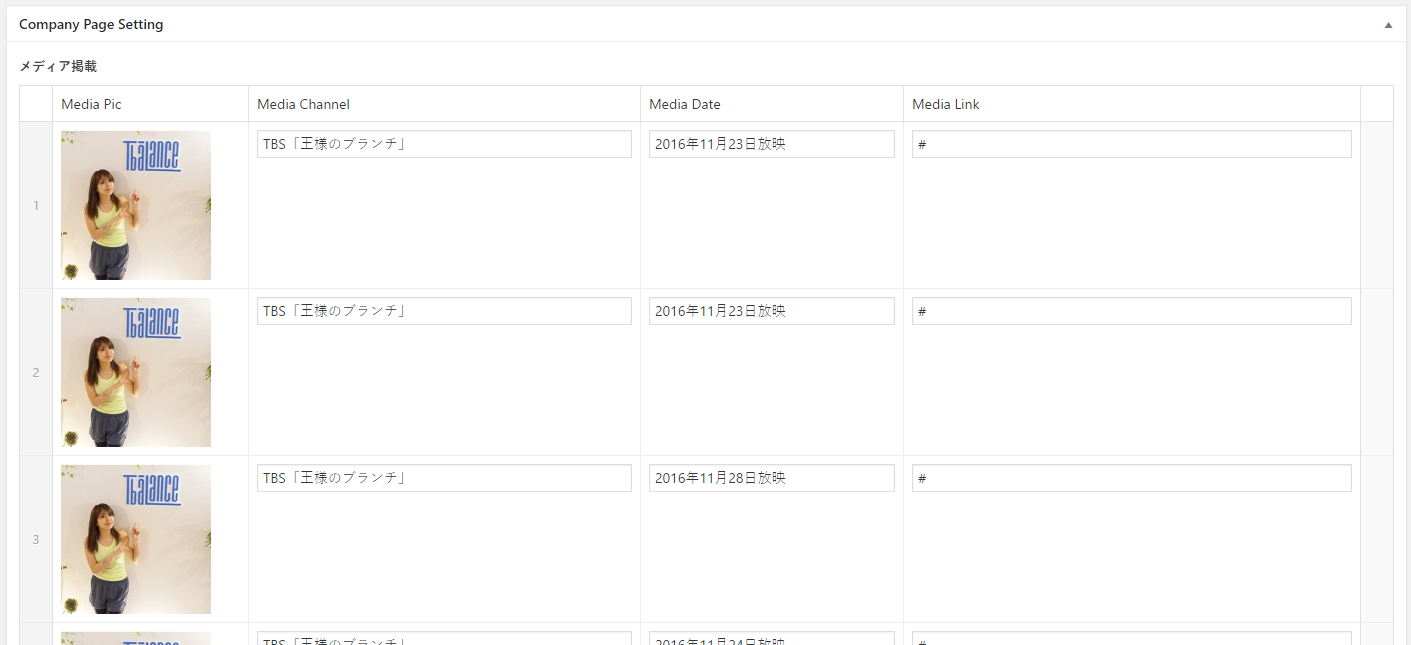 Company Page Setting
メディア掲載
Media Pic Media Channel Media Date Media Link
1 Tbalance TBS「王様のブランチ」 2016年11月23日放映 #
2 Tbalance TBS「王様のブランチ」 2016年11月23日放映 #
3 Tbalance TBS「王様のブランチ」 2016年11月28日放映 #
Tbalance TBS「王様のブランチ」 2016年11月24日放映 #